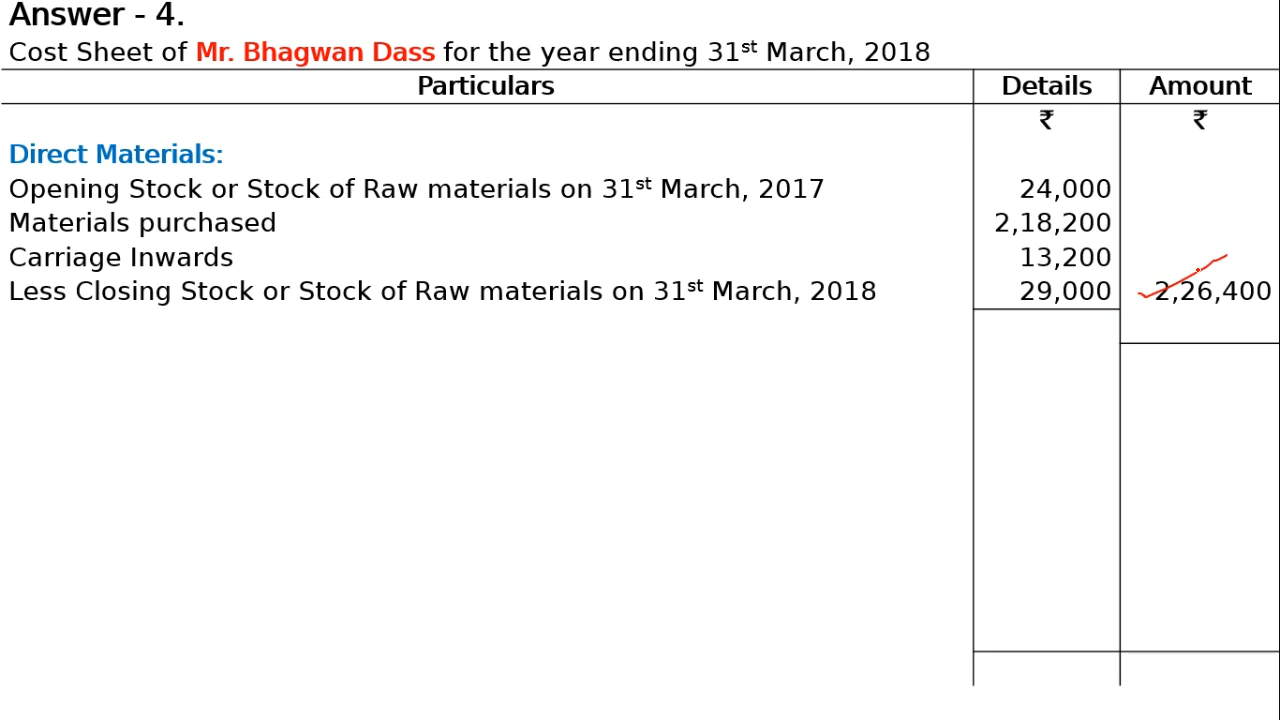 Answer - 4.
Cost Sheet of Mr. Bhagwan Dass for the year ending 31st March, 2018
Particulars Details Amount
₹ ₹
Direct Materials:
Opening Stock or Stock of Raw materials on 31st March, 2017 24,000
Materials purchased 2,18,200
Carriage Inwards 13,200
Less Closing Stock or Stock of Raw materials on 31st March, 2018 29,000 2,26,400